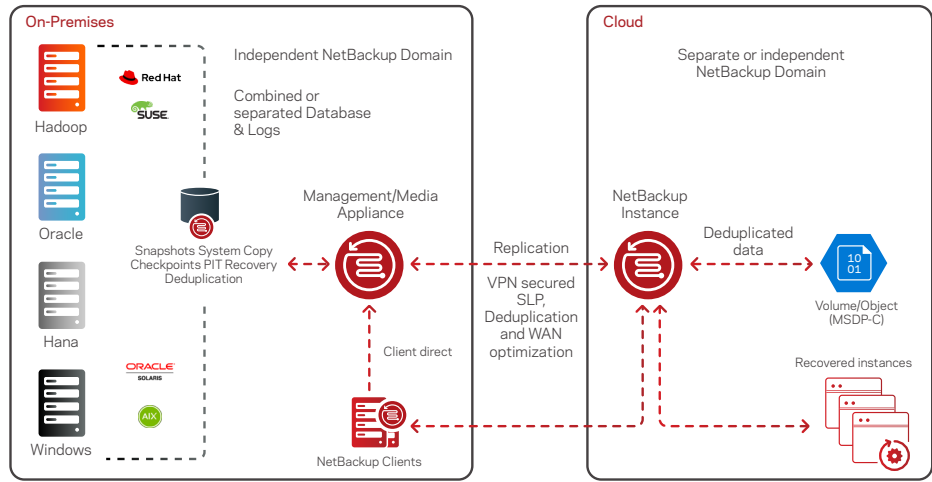 On-Premises
Hadoop
Oracle
Hana
Windows
Red Hat
SUSE
ORACLE
SOLARIS
AIX
Independent NetBackup Domain
Combined or
separated Database
& Logs
Snapshots System Copy
Checkpoints PIT Recovery
Deduplication
Management/Media
Appliance
Client direct
NetBackup Clients
Replication
VPN secured
SLP,
Deduplication
and WAN
optimization
Cloud
Separate or independent
NetBackup Domain
NetBackup
Instance
Deduplicated
data
10
01
Volume/Object
(MSDP-C)
Recovered instances